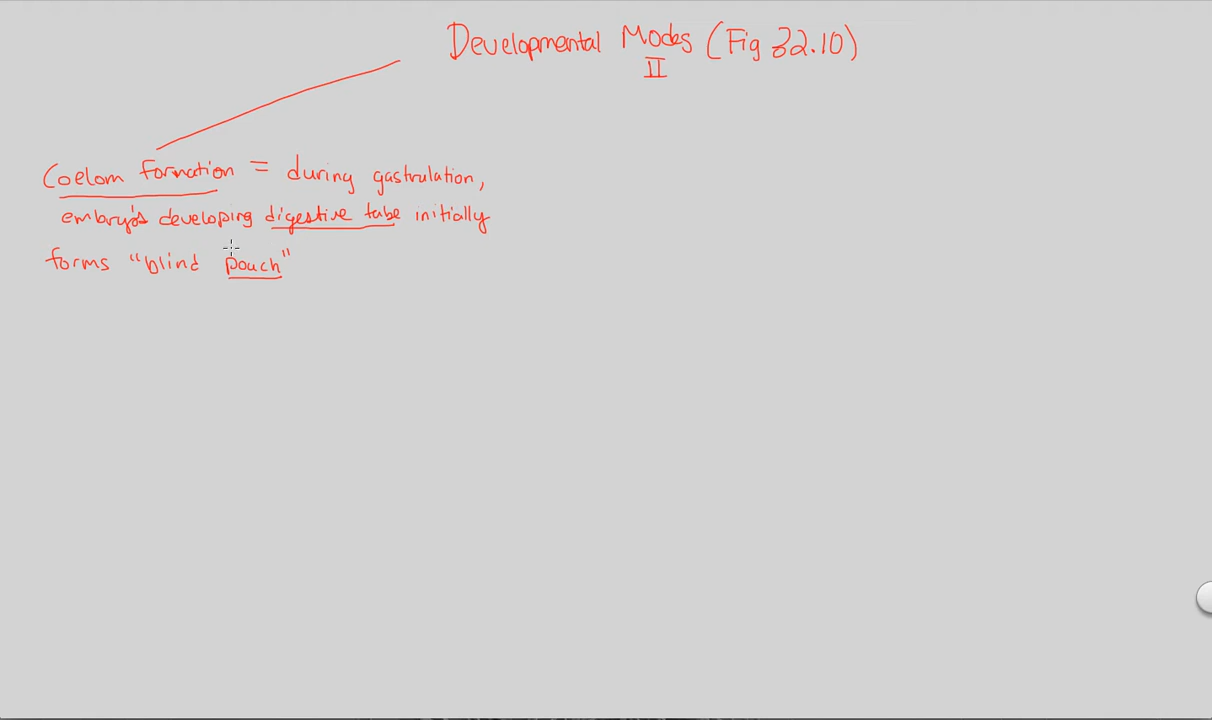 Developmental Modes (Fig 32.10)
II
Coelom formation = during gastrulation,
embryo's developing digestive tube initially
forms "blind pouch"